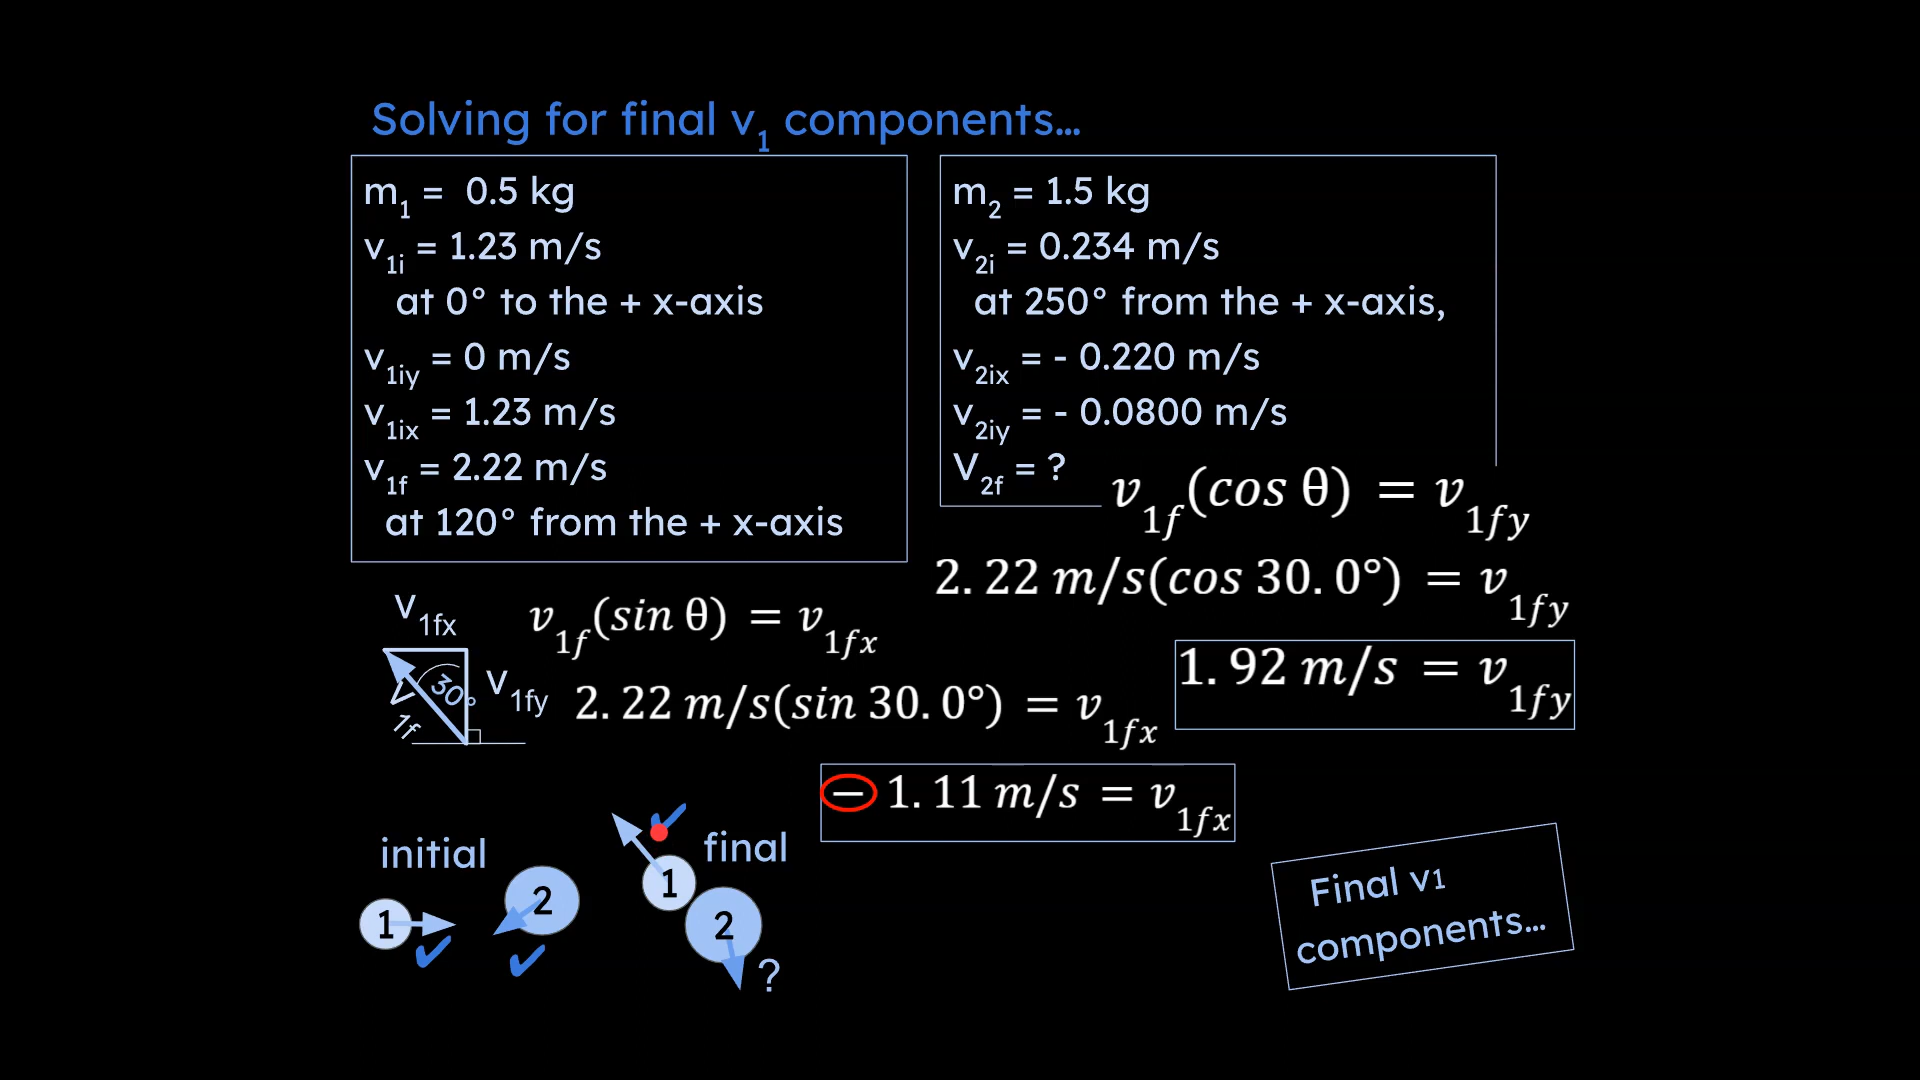 Solving for final v₁ components...
m₁ = 0.5 kg
v₁ᵢ = 1.23 m/s
at 0° to the + x-axis
v₁iy = 0 m/s
v₁ix = 1.23 m/s
v₁f = 2.22 m/s
at 120° from the + x-axis
m₂ = 1.5 kg
v₂ᵢ = 0.234 m/s
at 250° from the + x-axis,
v₂ix = - 0.220 m/s
v₂iy = - 0.0800 m/s
V₂f = ?
v₁f(cos θ) = v₁fy
2.22 m/s(cos 30.0°) = v₁fy
1.92 m/s = v₁fy
v₁fx
30°
v₁f
v₁fy
v₁f(sin θ) = v₁fx
2.22 m/s(sin 30.0°) = v₁fx
− 1.11 m/s = v₁fx
initial
1
2
final
1
2
?
Final v₁
components...